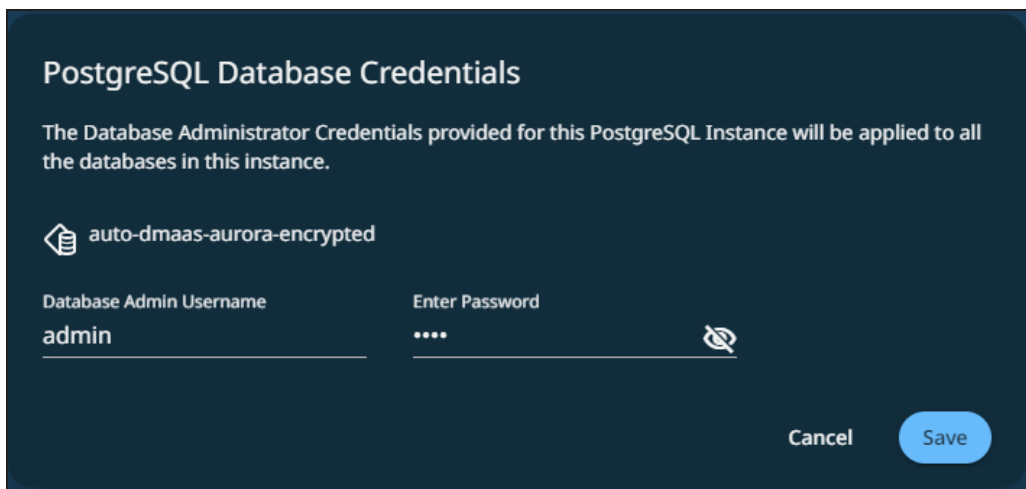 PostgreSQL Database Credentials
The Database Administrator Credentials provided for this PostgreSQL Instance will be applied to all
the databases in this instance.
auto-dmaas-aurora-encrypted
Database Admin Username
Enter Password
admin
••••
Cancel
Save